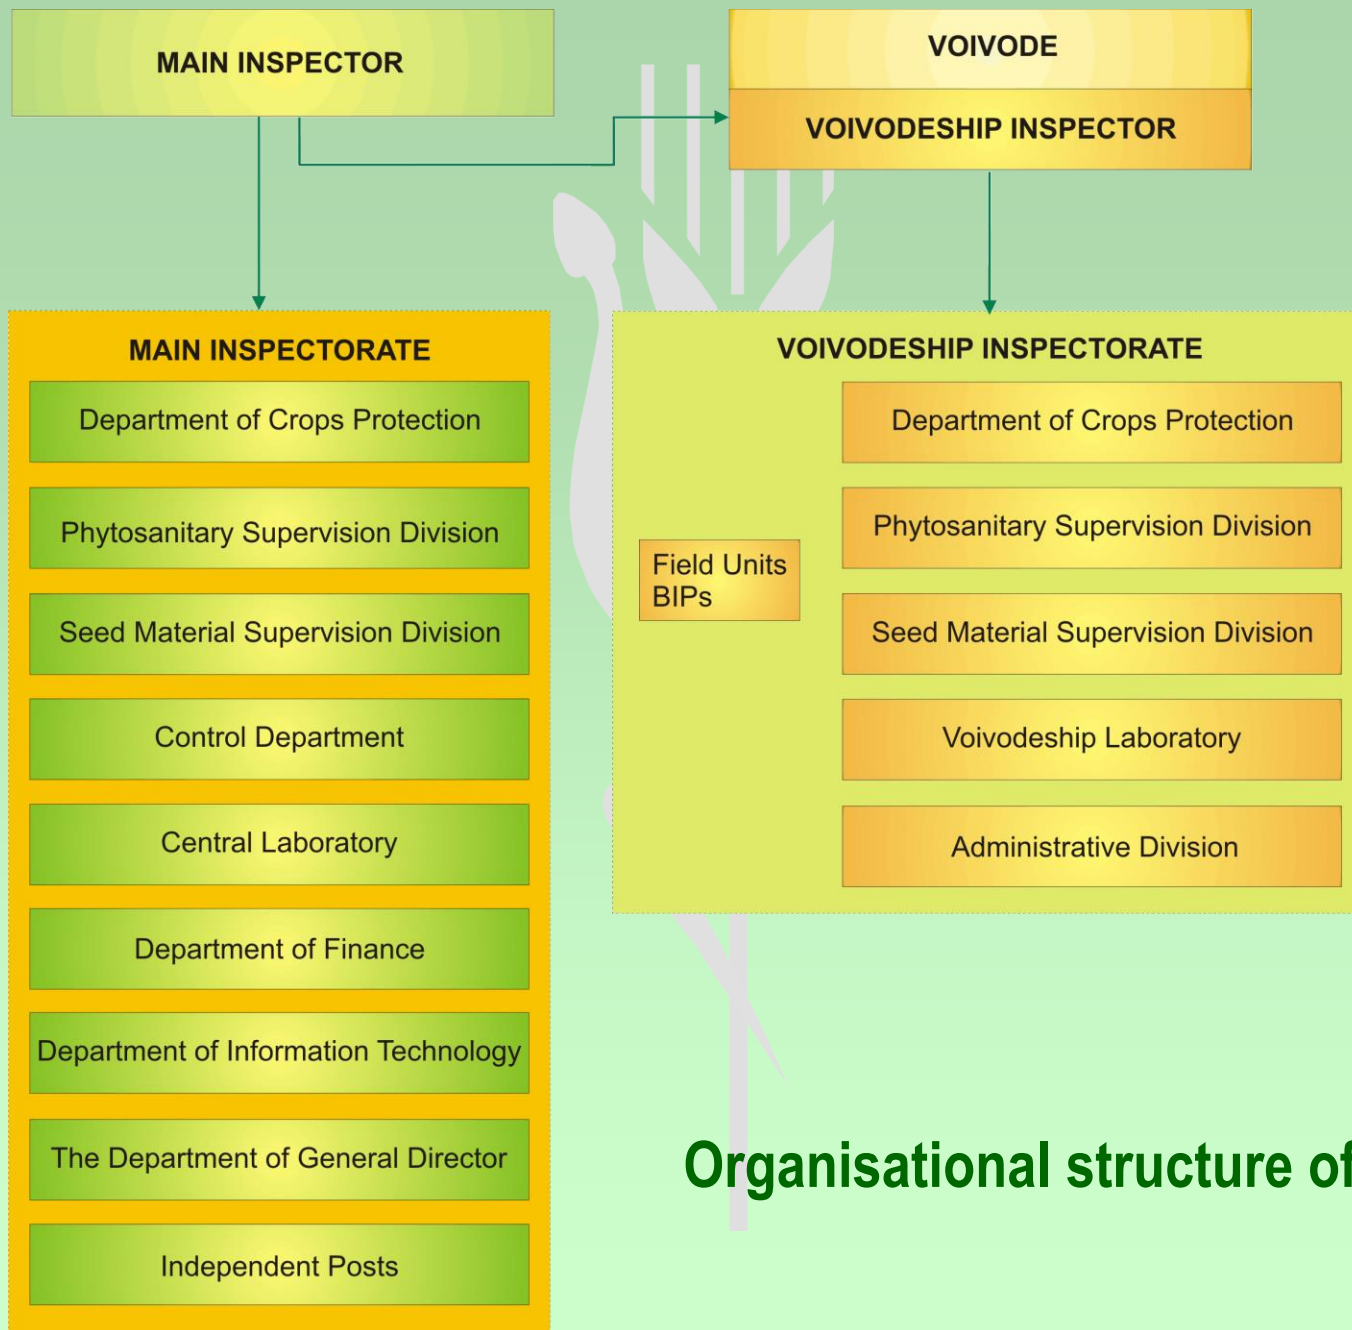 MAIN INSPECTOR
VOIVODE
VOIVODESHIP INSPECTOR
MAIN INSPECTORATE
Department of Crops Protection
Phytosanitary Supervision Division
Seed Material Supervision Division
Control Department
Central Laboratory
Department of Finance
Department of Information Technology
The Department of General Director
Independent Posts
VOIVODESHIP INSPECTORATE
Field Units
BIPs
Department of Crops Protection
Phytosanitary Supervision Division
Seed Material Supervision Division
Voivodeship Laboratory
Administrative Division
Organisational structure of